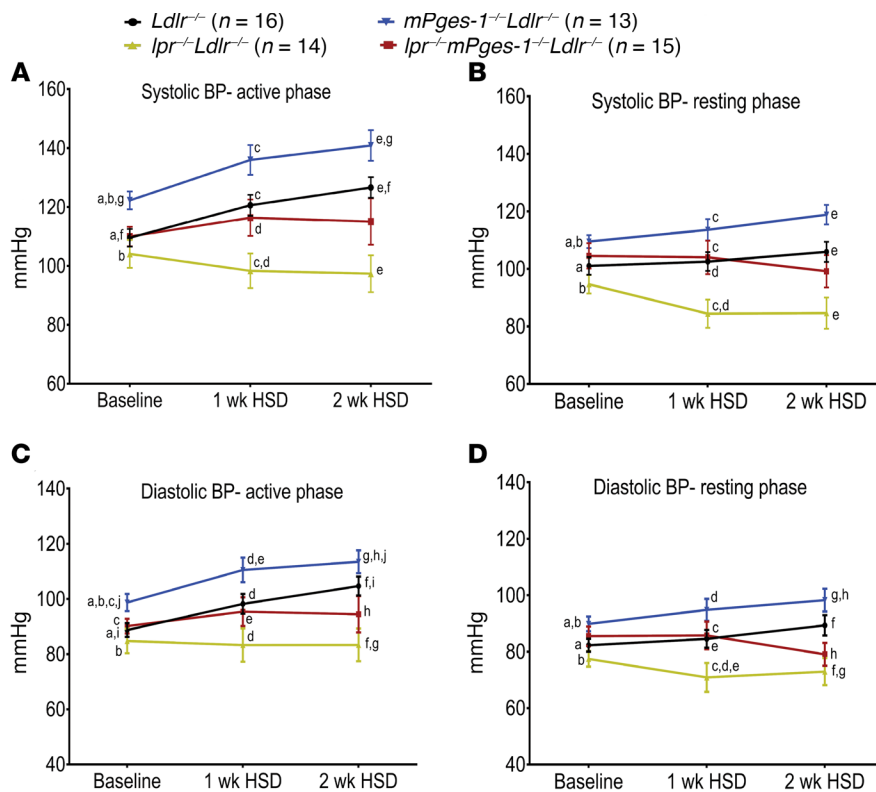 Ldlr⁻/⁻ (n = 16) mPges-1⁻/⁻Ldlr⁻/⁻ (n = 13)
lpr⁻/⁻Ldlr⁻/⁻ (n = 14) lpr⁻/⁻mPges-1⁻/⁻Ldlr⁻/⁻ (n = 15)
A
Systolic BP- active phase
mmHg
160
140
120
100
80
60
a,b,g
c
e,g
a,f
c
e,f
d
b
c,d
e
Baseline 1 wk HSD 2 wk HSD
B
Systolic BP- resting phase
mmHg
160
140
120
100
80
60
a,b
c
e
a
c
e
d
b
c,d
e
Baseline 1 wk HSD 2 wk HSD
C
Diastolic BP- active phase
mmHg
140
120
100
80
60
40
a,b,c,j
d,e
g,h,j
c
d
f,i
a,i
e
h
b
d
f,g
Baseline 1 wk HSD 2 wk HSD
D
Diastolic BP- resting phase
mmHg
140
120
100
80
60
40
a,b
d
g,h
a
c
f
e
h
b
c,d,e
f,g
Baseline 1 wk HSD 2 wk HSD